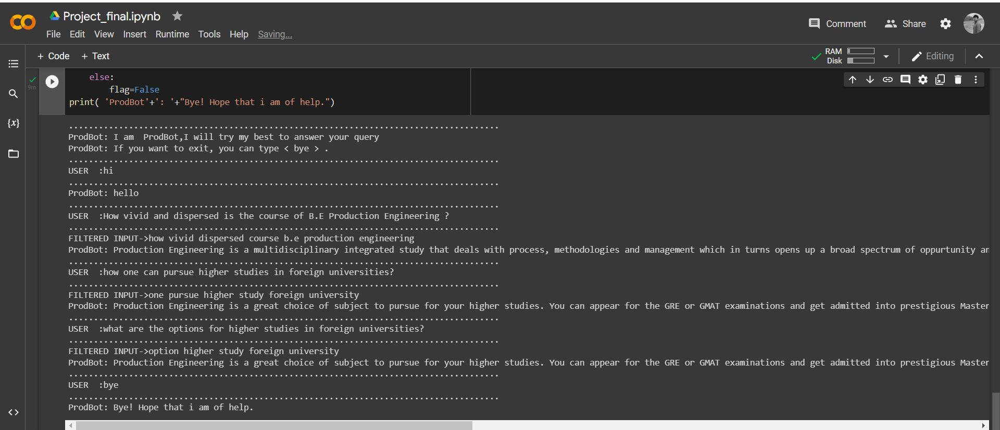 Project_final.ipynb
Comment
Share
File Edit View Insert Runtime Tools Help Saving...
+ Code + Text
RAM
Disk
Editing
9m
{x}
else:
flag=False
print( 'ProdBot'+': '+"Bye! Hope that i am of help.")
......................................................................................
ProdBot: I am  ProdBot,I will try my best to answer your query
ProdBot: If you want to exit, you can type < bye > .
......................................................................................
USER  :hi
......................................................................................
ProdBot: hello
......................................................................................
USER  :How vivid and dispersed is the course of B.E Production Engineering ?
......................................................................................
FILTERED INPUT->how vivid dispersed course b.e production engineering
ProdBot: Production Engineering is a multidisciplinary integrated study that deals with process, methodologies and management which in turns opens up a broad spectrum of oppurtunity an
......................................................................................
USER  :how one can pursue higher studies in foreign universities?
......................................................................................
FILTERED INPUT->one pursue higher study foreign university
ProdBot: Production Engineering is a great choice of subject to pursue for your higher studies. You can appear for the GRE or GMAT examinations and get admitted into prestigious Master
......................................................................................
USER  :what are the options for higher studies in foreign universities?
......................................................................................
FILTERED INPUT->option higher study foreign university
ProdBot: Production Engineering is a great choice of subject to pursue for your higher studies. You can appear for the GRE or GMAT examinations and get admitted into prestigious Master
......................................................................................
USER  :bye
......................................................................................
ProdBot: Bye! Hope that i am of help.